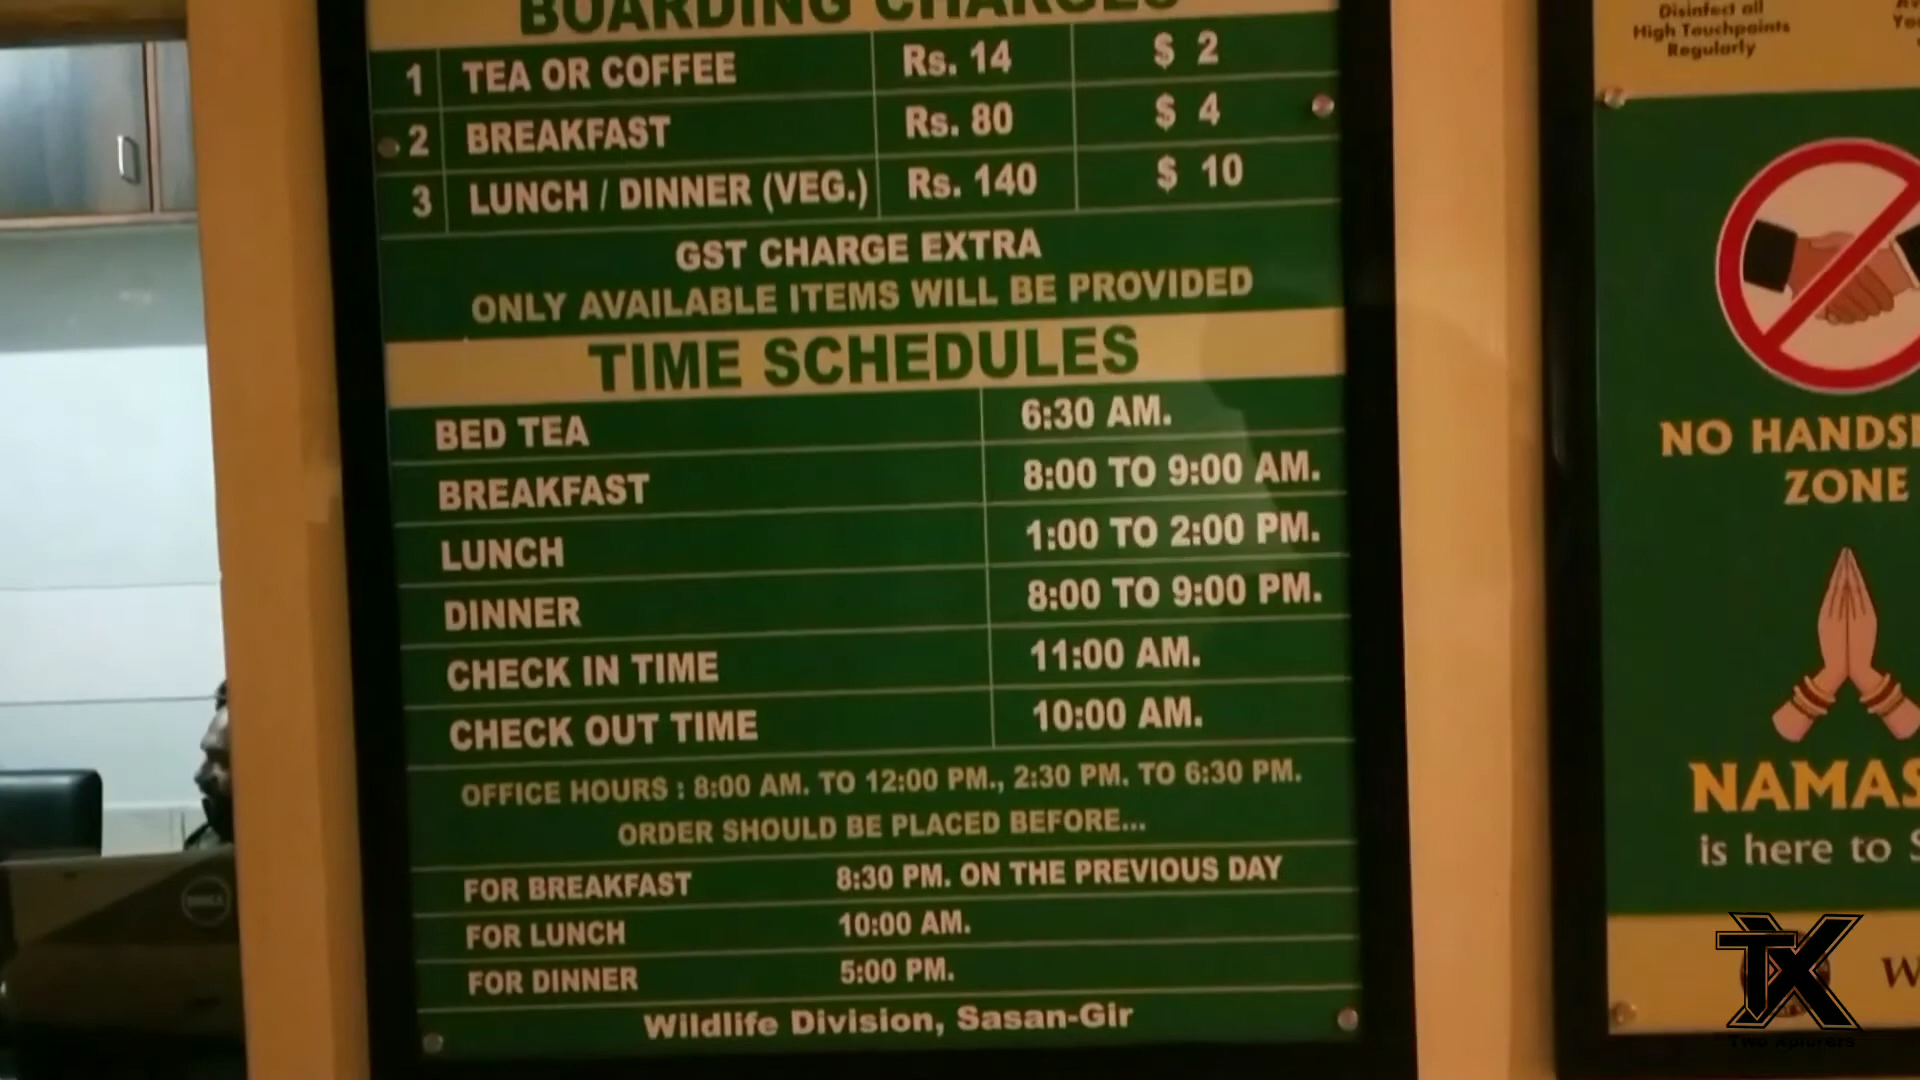 BOARDING CHARGES
1 TEA OR COFFEE Rs. 14 $ 2
2 BREAKFAST Rs. 80 $ 4
3 LUNCH / DINNER (VEG.) Rs. 140 $ 10
GST CHARGE EXTRA
ONLY AVAILABLE ITEMS WILL BE PROVIDED
TIME SCHEDULES
BED TEA 6:30 AM.
BREAKFAST 8:00 TO 9:00 AM.
LUNCH 1:00 TO 2:00 PM.
DINNER 8:00 TO 9:00 PM.
CHECK IN TIME 11:00 AM.
CHECK OUT TIME 10:00 AM.
OFFICE HOURS : 8:00 AM. TO 12:00 PM., 2:30 PM. TO 6:30 PM.
ORDER SHOULD BE PLACED BEFORE...
FOR BREAKFAST 8:30 PM. ON THE PREVIOUS DAY
FOR LUNCH 10:00 AM.
FOR DINNER 5:00 PM.
Wildlife Division, Sasan-Gir
Disinfect all
High Touchpoints
Regularly
NO HANDS
ZONE
NAMAS
is here to S
W
DELL
TX
Two Xplorers